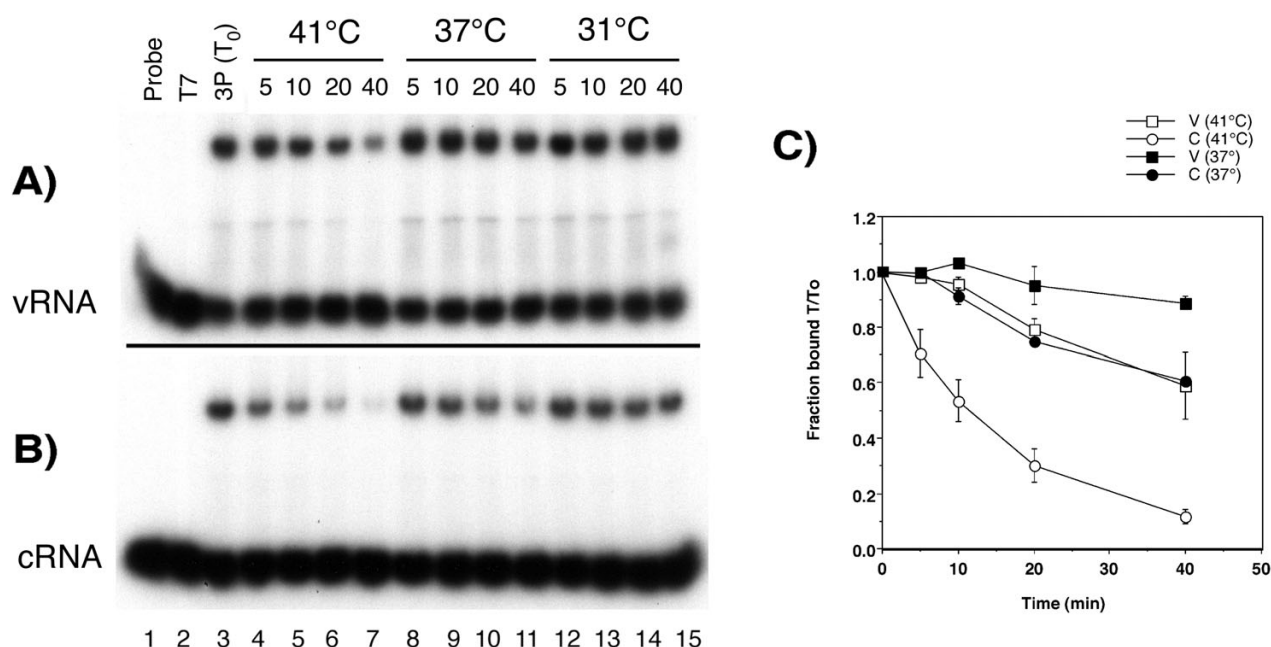 41°C 37°C 31°C
Probe T7 3P (T0) 5 10 20 40 5 10 20 40 5 10 20 40
A)
vRNA
B)
cRNA
1 2 3 4 5 6 7 8 9 10 11 12 13 14 15
C)
V (41°C)
C (41°C)
V (37°)
C (37°)
Fraction bound T/To
1.2
1.0
0.8
0.6
0.4
0.2
0.0
0 10 20 30 40 50
Time (min)